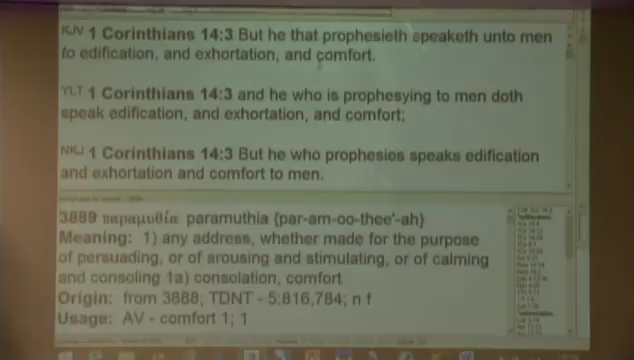 KJV 1 Corinthians 14:3 But he that prophesieth speaketh unto men
to edification, and exhortation, and comfort.
YLT 1 Corinthians 14:3 and he who is prophesying to men doth
speak edification, and exhortation, and comfort;
NKJ 1 Corinthians 14:3 But he who prophesies speaks edification
and exhortation and comfort to men.
3889 παραμυθία paramuthia {par-am-oo-thee'-ah}
Meaning: 1) any address, whether made for the purpose
of persuading, or of arousing and stimulating, or of calming
and consoling 1a) consolation, comfort
Origin: from 3888; TDNT - 5:816,784; n f
Usage: AV - comfort 1; 1